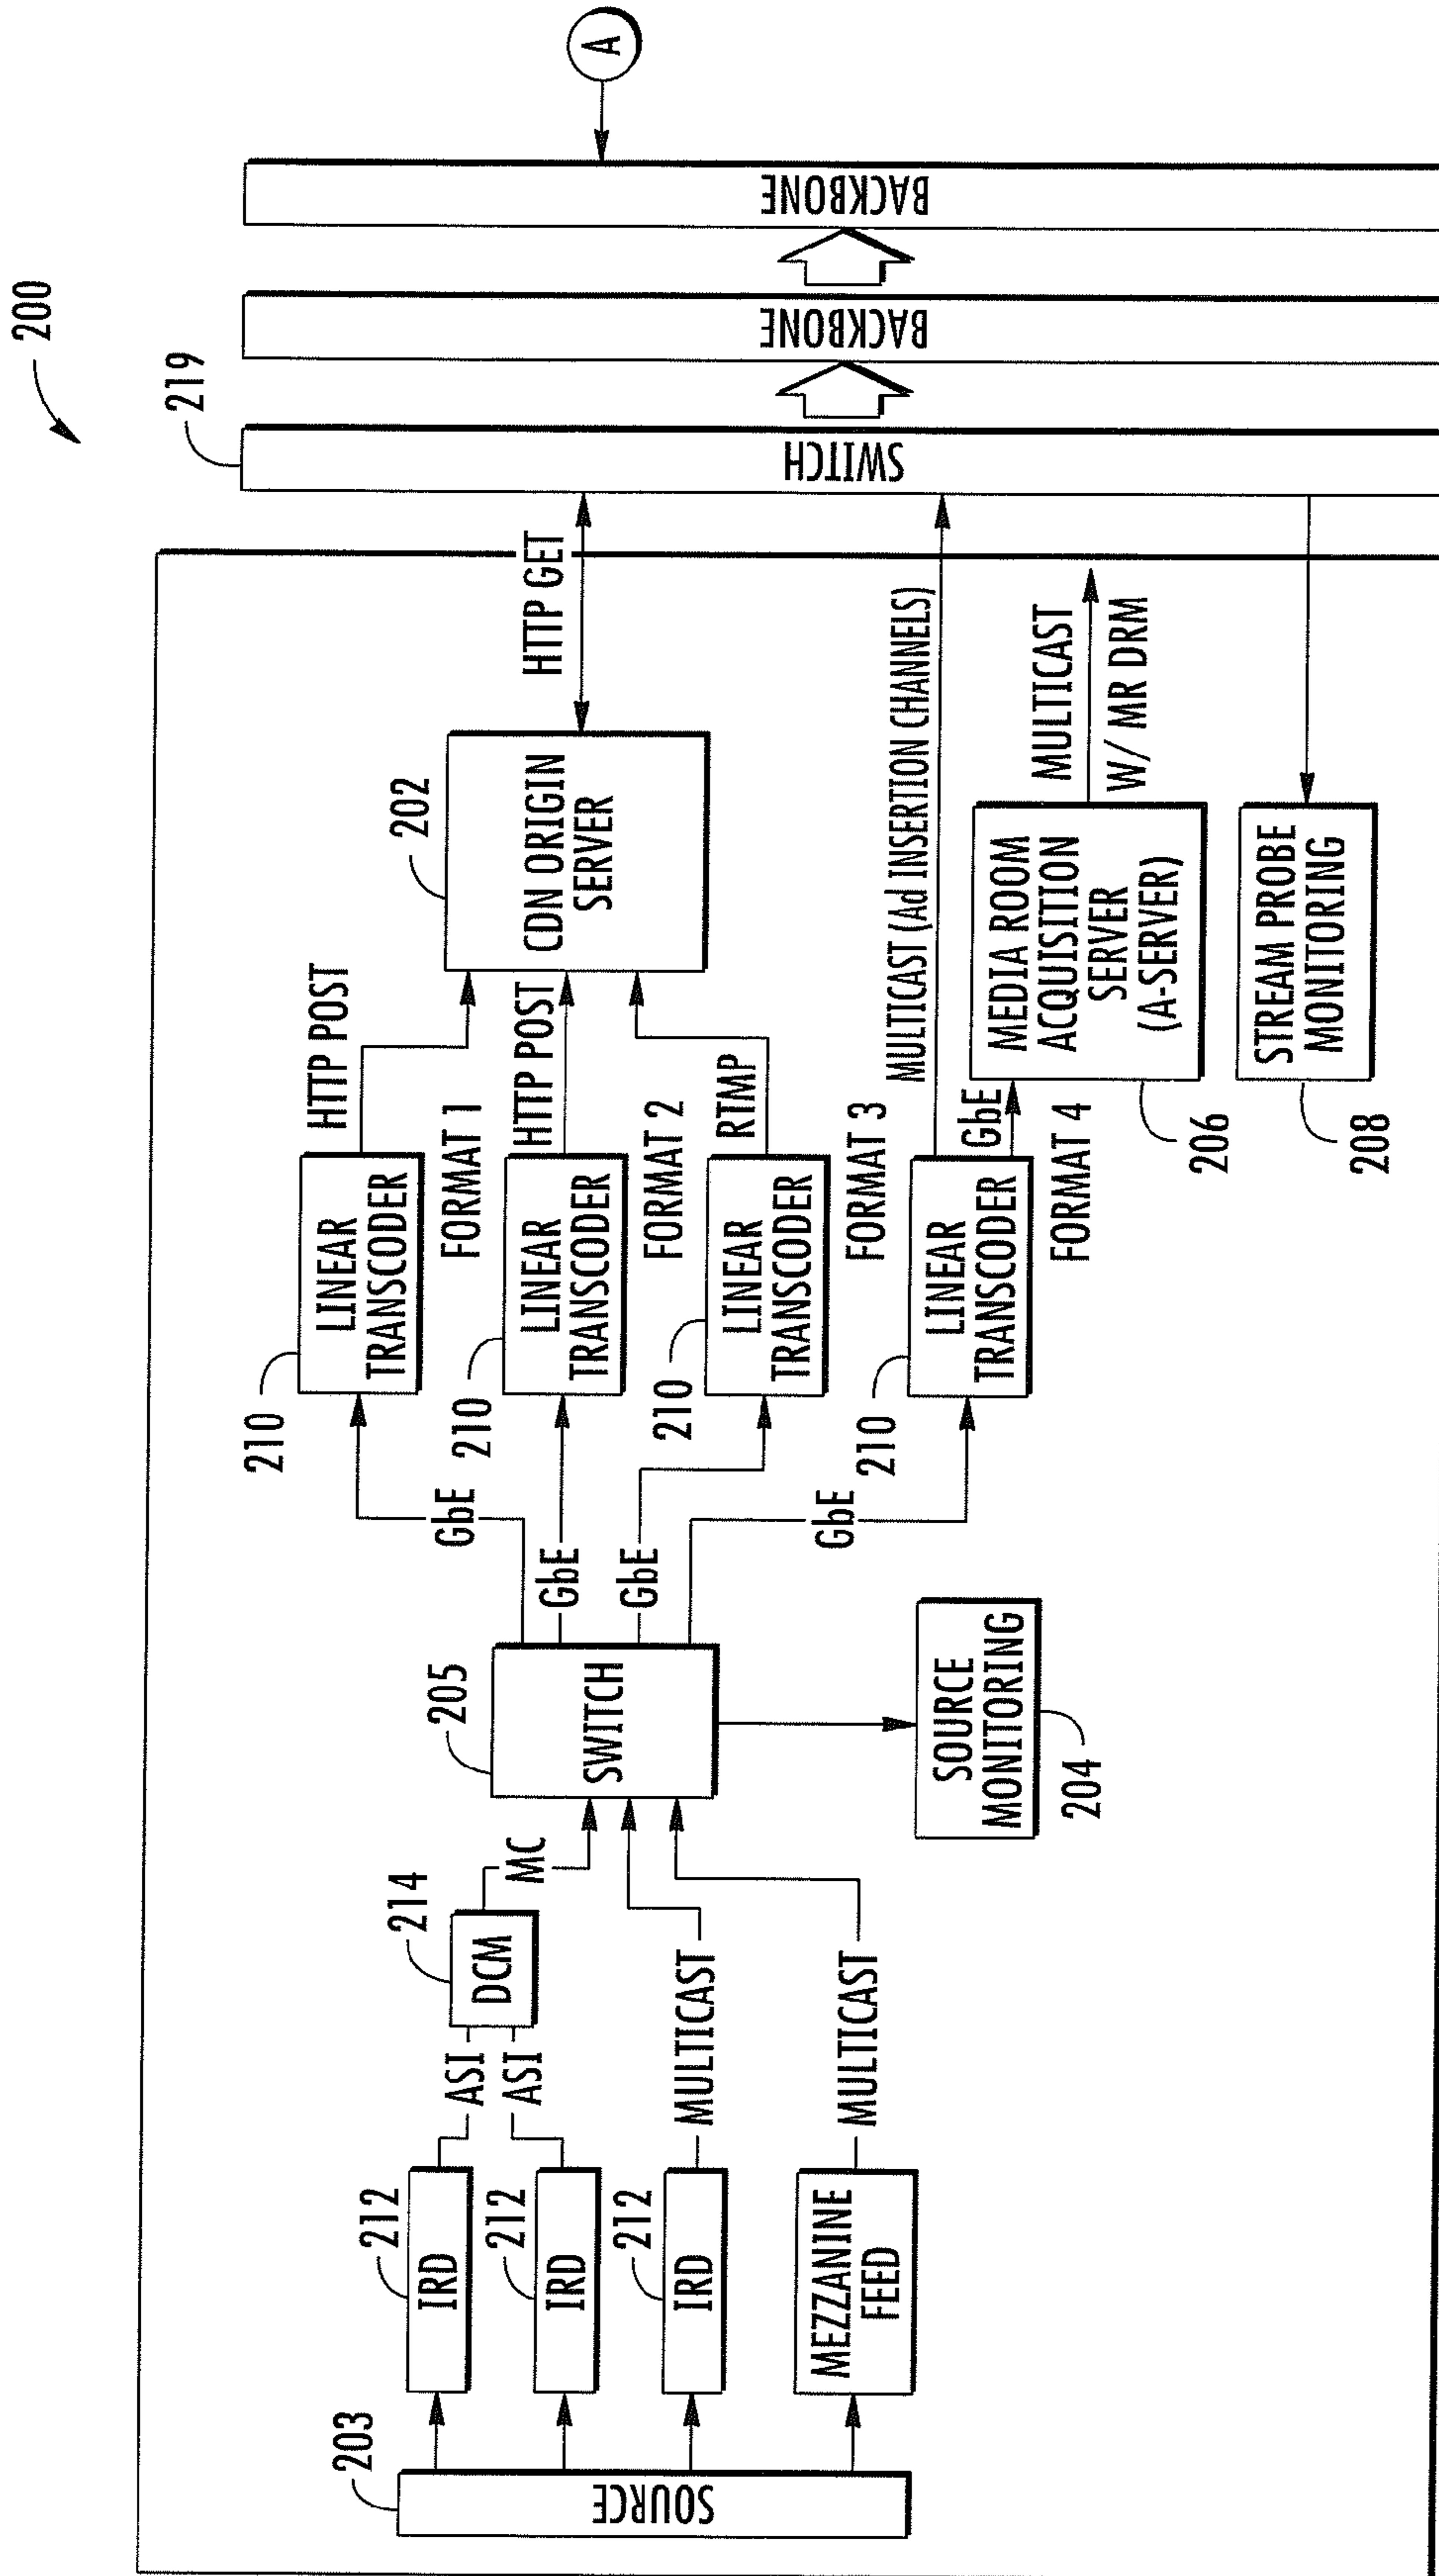 200
219
203
SOURCE
212
IRD
212
IRD
212
IRD
MEZZANINE
FEED
ASI
ASI
MULTICAST
MULTICAST
214
DCM
MC
205
SWITCH
SOURCE
MONITORING
204
GbE
GbE
GbE
GbE
210
LINEAR
TRANSCODER
FORMAT 1
210
LINEAR
TRANSCODER
FORMAT 2
210
LINEAR
TRANSCODER
FORMAT 3
210
LINEAR
TRANSCODER
FORMAT 4
HTTP POST
HTTP POST
RTMP
GbE
202
CDN ORIGIN
SERVER
HTTP GET
MULTICAST (Ad INSERTION CHANNELS)
MEDIA ROOM
ACQUISITION
SERVER
(A-SERVER)
206
MULTICAST
W/ MR DRM
STREAM PROBE
MONITORING
208
SWITCH
BACKBONE
BACKBONE
A